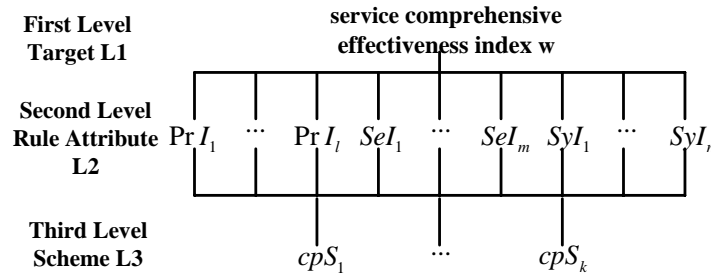 First Level
Target L1
service comprehensive
effectiveness index w
Second Level
Rule Attribute
L2
Pr I₁ ... Pr Iₗ SeI₁ ... SeIₘ SyI₁ ... SyI
Third Level
Scheme L3
cpS₁ ... cpSₖ